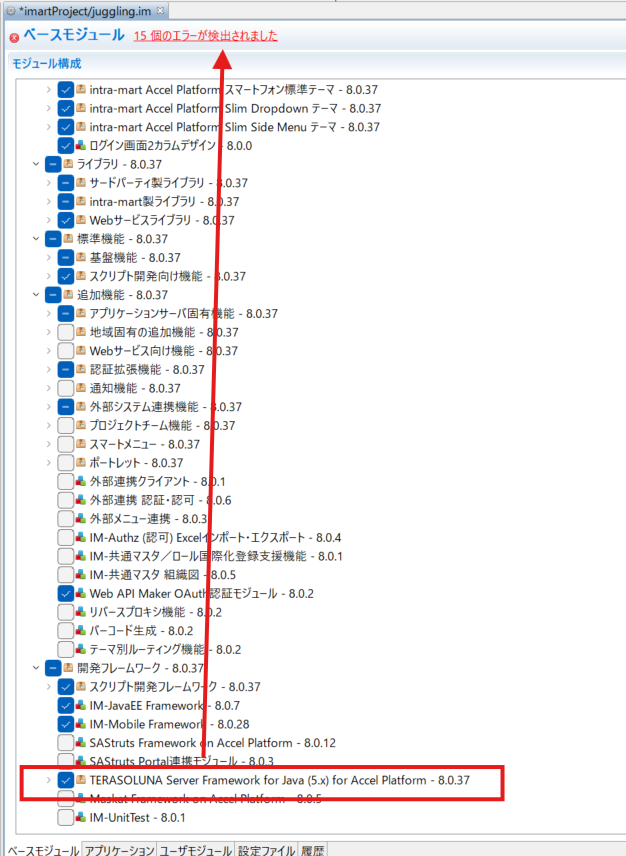 *imartProject/juggling.im
ベースモジュール 15 個のエラーが検出されました
モジュール構成
intra-mart Accel Platform スマートフォン標準テーマ - 8.0.37
intra-mart Accel Platform Slim Dropdown テーマ - 8.0.37
intra-mart Accel Platform Slim Side Menu テーマ - 8.0.37
ログイン画面2カラムデザイン - 8.0.0
ライブラリ - 8.0.37
サードパーティ製ライブラリ - 8.0.37
intra-mart製ライブラリ - 8.0.37
Webサービスライブラリ - 8.0.37
標準機能 - 8.0.37
基盤機能 - 8.0.37
スクリプト開発向け機能 - 8.0.37
追加機能 - 8.0.37
アプリケーションサーバ固有機能 - 8.0.37
地域固有の追加機能 - 8.0.37
Webサービス向け機能 - 8.0.37
認証拡張機能 - 8.0.37
通知機能 - 8.0.37
外部システム連携機能 - 8.0.37
プロジェクトチーム機能 - 8.0.37
スマートメニュー - 8.0.37
ポートレット - 8.0.37
外部連携クライアント - 8.0.1
外部連携 認証・認可 - 8.0.6
外部メニュー連携 - 8.0.3
IM-Authz (認可) Excelインポート・エクスポート - 8.0.4
IM-共通マスタ／ロール国際化登録支援機能 - 8.0.1
IM-共通マスタ 組織図 - 8.0.5
Web API Maker OAuth認証モジュール - 8.0.2
リバースプロキシ機能 - 8.0.2
バーコード生成 - 8.0.2
テーマ別ルーティング機能 - 8.0.2
開発フレームワーク - 8.0.37
スクリプト開発フレームワーク - 8.0.37
IM-JavaEE Framework - 8.0.7
IM-Mobile Framework - 8.0.28
SAStruts Framework on Accel Platform - 8.0.12
SAStruts Portal連携モジュール - 8.0.3
TERASOLUNA Server Framework for Java (5.x) for Accel Platform - 8.0.37
Maskat Framework on Accel Platform - 8.0.5
IM-UnitTest - 8.0.1
ベースモジュール アプリケーション ユーザモジュール 設定ファイル 履歴